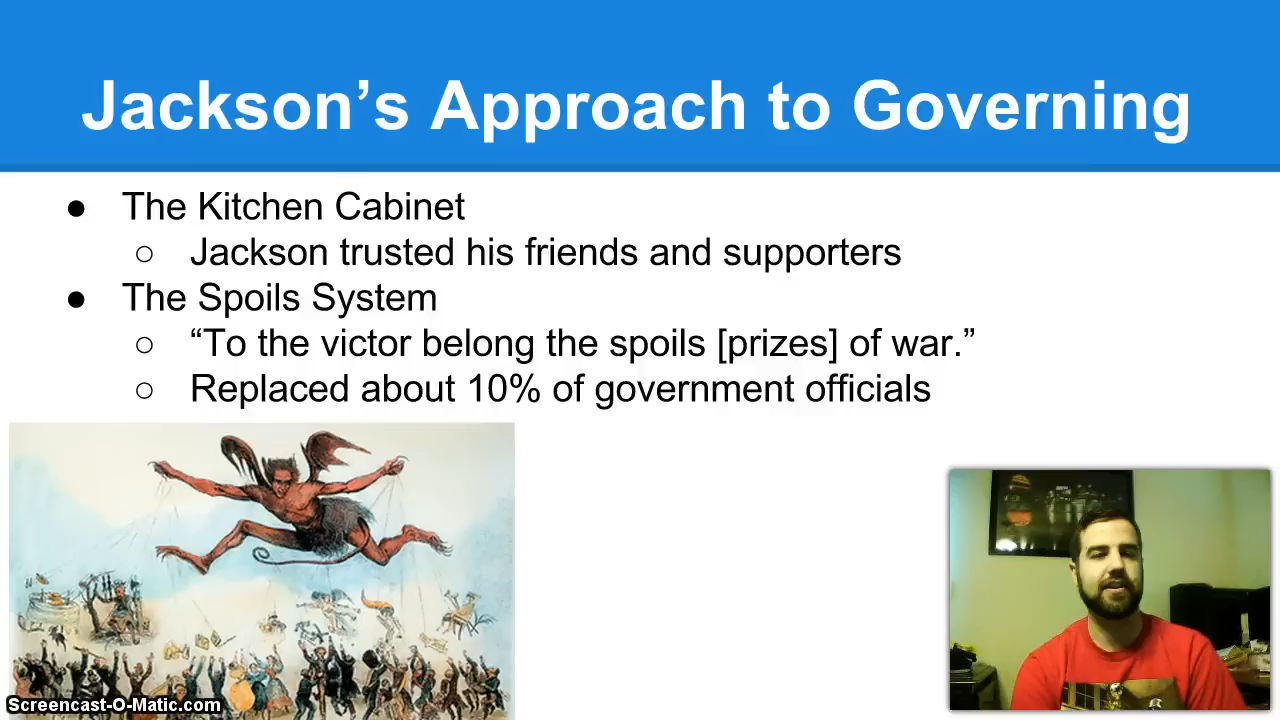 Jackson’s Approach to Governing
● The Kitchen Cabinet
○ Jackson trusted his friends and supporters
● The Spoils System
○ “To the victor belong the spoils [prizes] of war.”
○ Replaced about 10% of government officials
Screencast-O-Matic.com